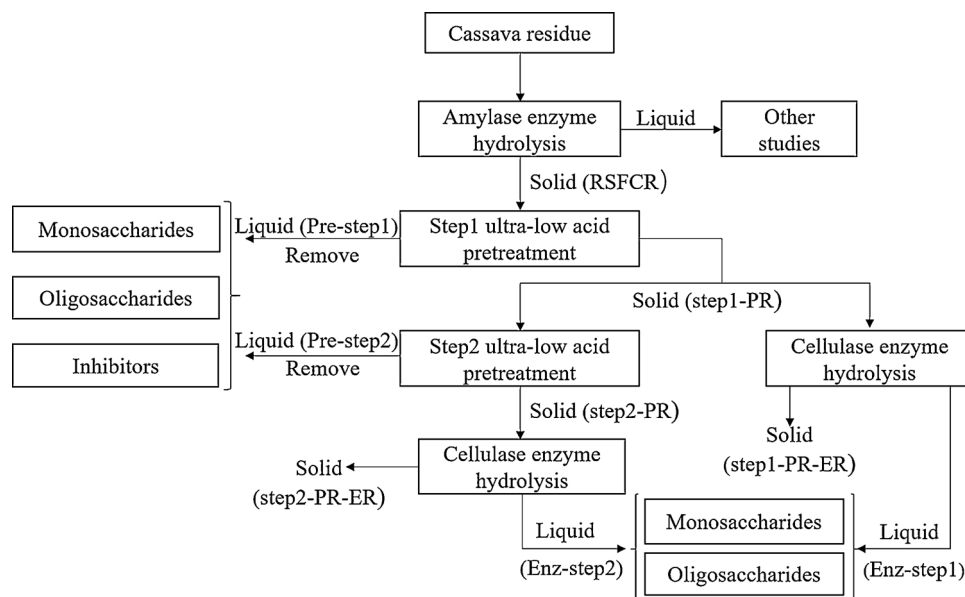 Cassava residue
Amylase enzyme
hydrolysis
Liquid
Other
studies
Solid (RSFCR)
Monosaccharides
Oligosaccharides
Inhibitors
Liquid (Pre-step1)
Remove
Step1 ultra-low acid
pretreatment
Solid (step1-PR)
Liquid (Pre-step2)
Remove
Step2 ultra-low acid
pretreatment
Cellulase enzyme
hydrolysis
Solid (step2-PR)
Solid
(step1-PR-ER)
Cellulase enzyme
hydrolysis
Solid
(step2-PR-ER)
Liquid
(Enz-step2)
Monosaccharides
Oligosaccharides
Liquid
(Enz-step1)